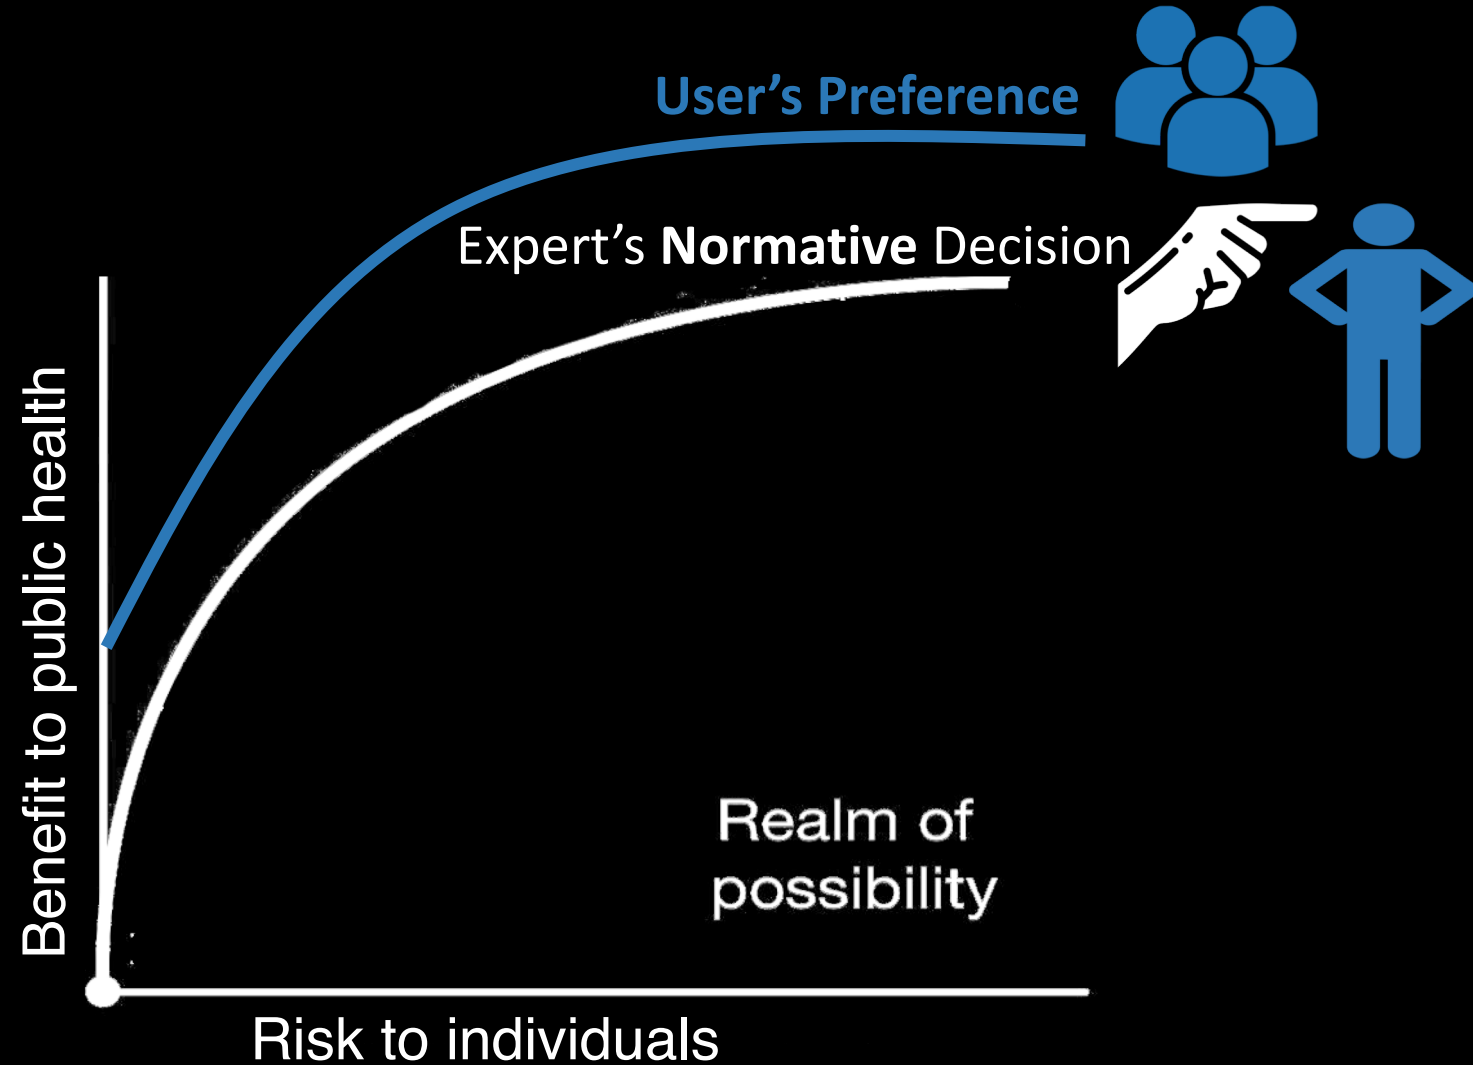 User’s Preference
Expert’s Normative Decision
Benefit to public health
Realm of
possibility
Risk to individuals